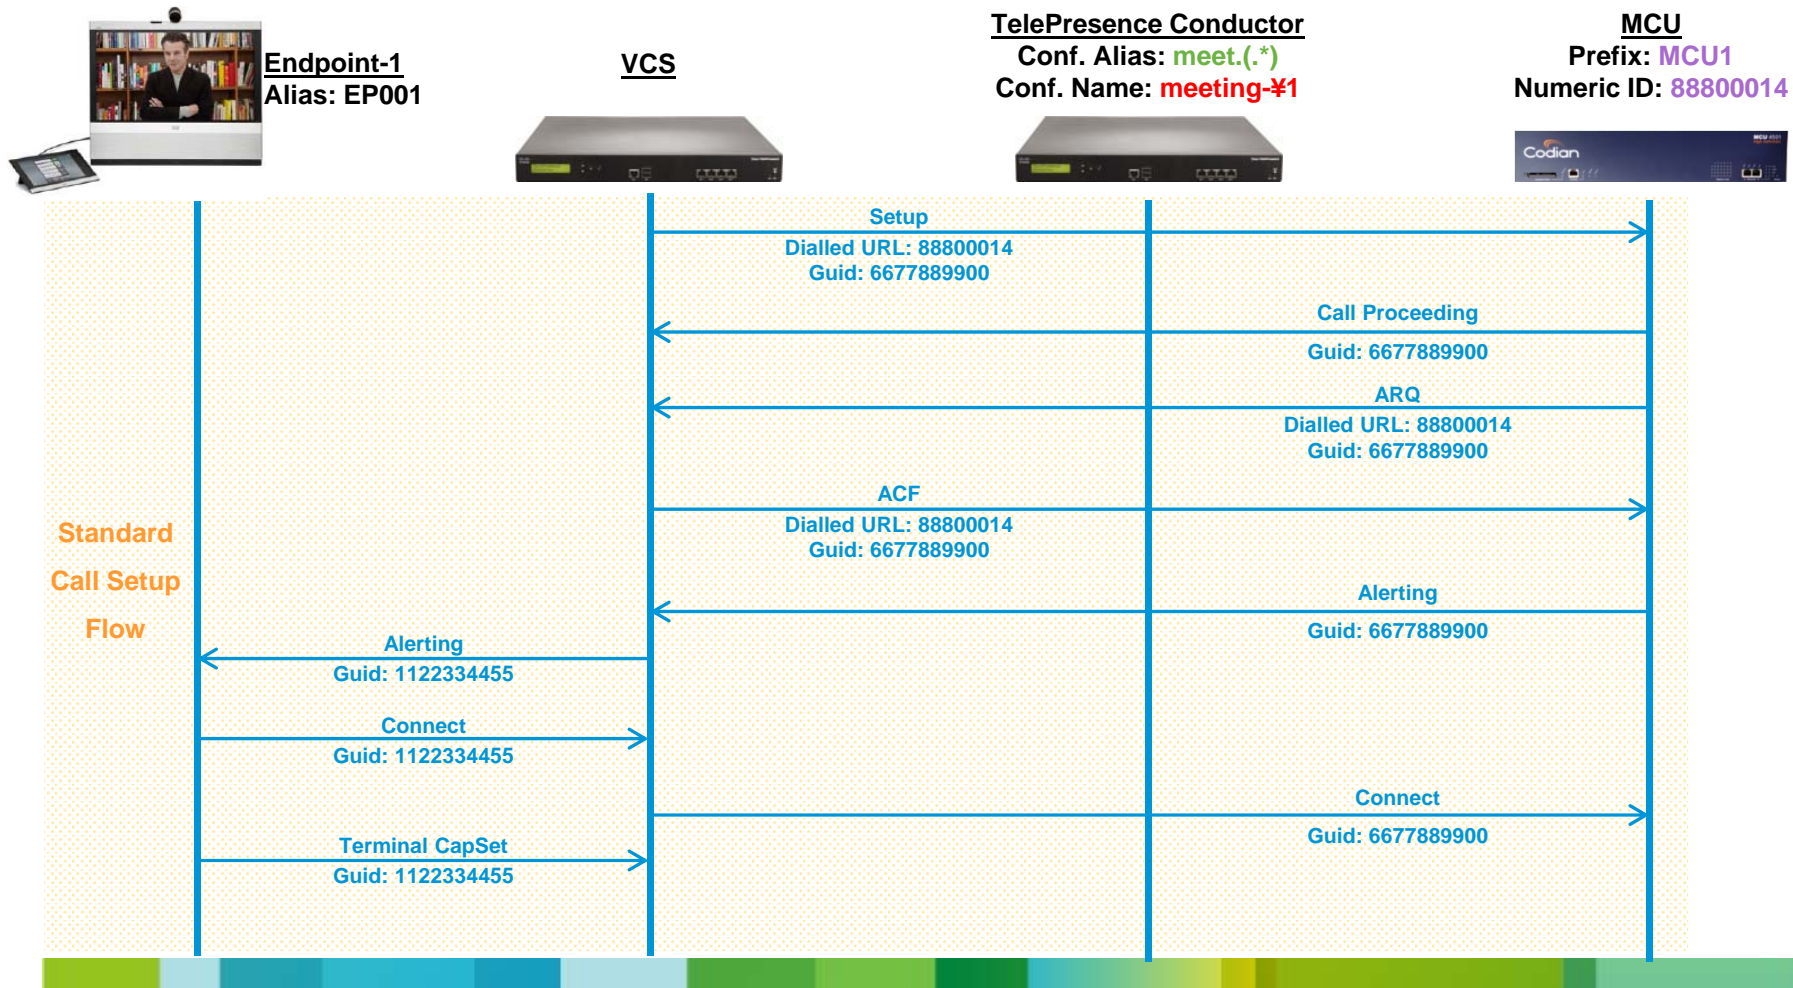 Endpoint-1
Alias: EP001
VCS
TelePresence Conductor
Conf. Alias: meet.(.*)
Conf. Name: meeting-¥1
MCU
Prefix: MCU1
Numeric ID: 88800014
Codian
Setup
Dialled URL: 88800014
Guid: 6677889900
Call Proceeding
Guid: 6677889900
ARQ
Dialled URL: 88800014
Guid: 6677889900
ACF
Dialled URL: 88800014
Guid: 6677889900
Standard
Call Setup
Flow
Alerting
Guid: 6677889900
Alerting
Guid: 1122334455
Connect
Guid: 1122334455
Connect
Guid: 6677889900
Terminal CapSet
Guid: 1122334455